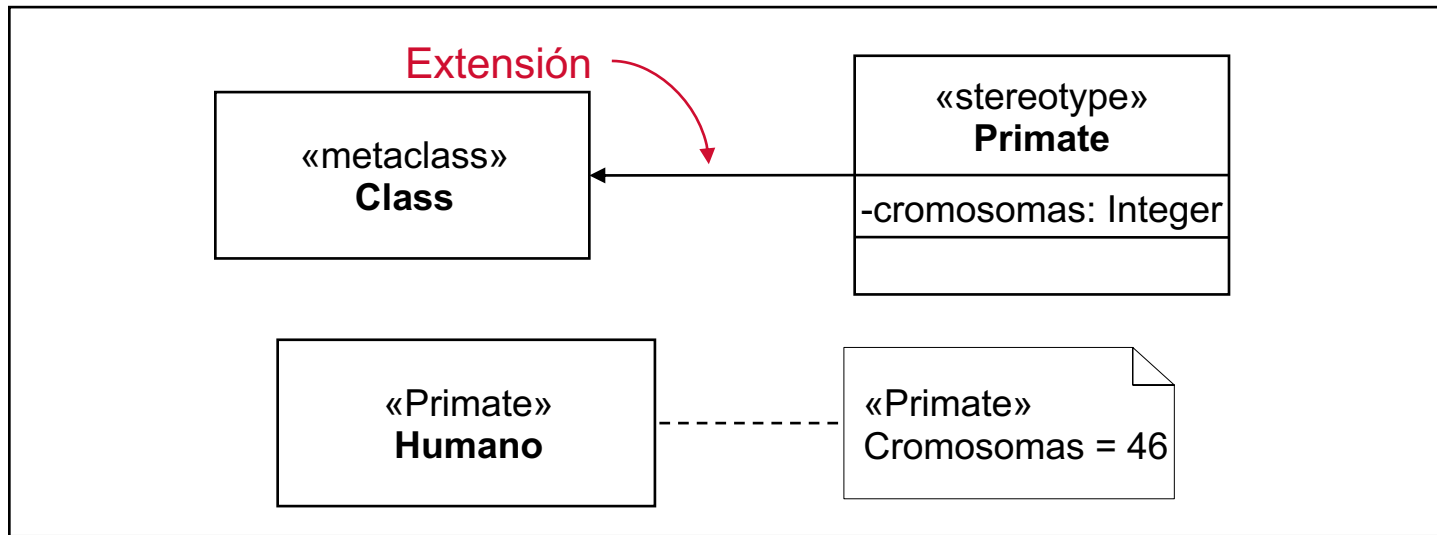 Extensión
«metaclass»
Class
«stereotype»
Primate
-cromosomas: Integer
«Primate»
Humano
«Primate»
Cromosomas = 46